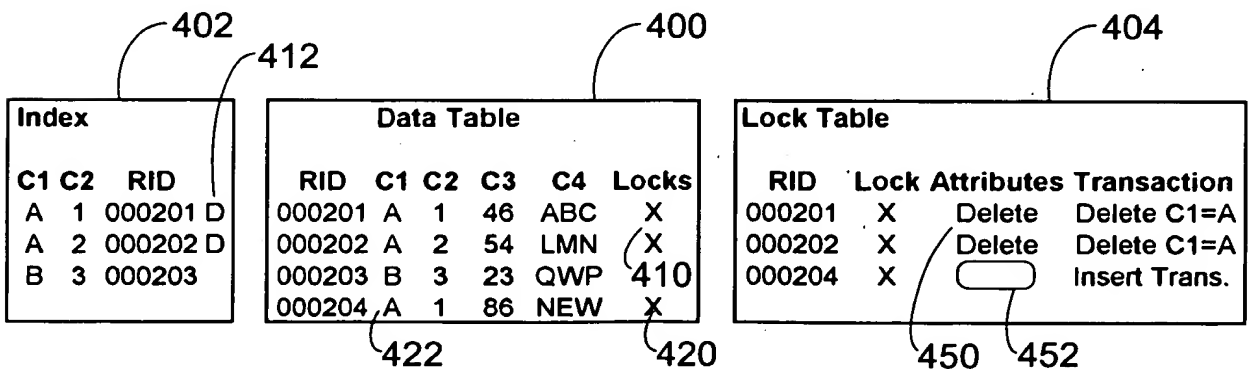 402 400 404
412
Index
C1 C2 RID
A 1 000201 D
A 2 000202 D
B 3 000203
Data Table
RID C1 C2 C3 C4 Locks
000201 A 1 46 ABC X
000202 A 2 54 LMN X
000203 B 3 23 QWP 410
000204 A 1 86 NEW X
422 420
Lock Table
RID Lock Attributes Transaction
000201 X Delete Delete C1=A
000202 X Delete Delete C1=A
000204 X Insert Trans.
450 452